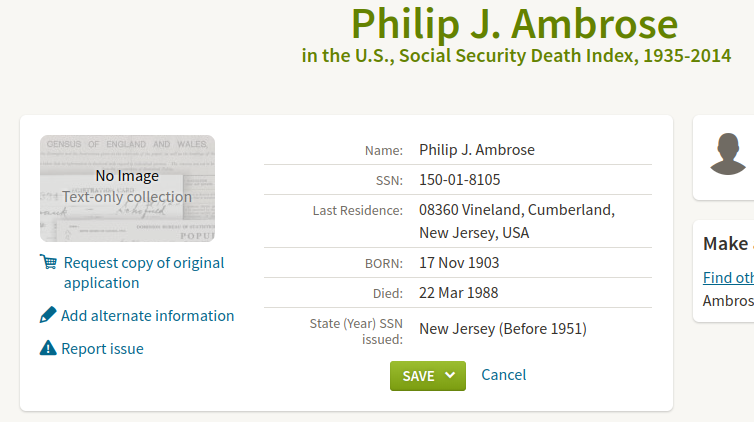 Philip J. Ambrose
in the U.S., Social Security Death Index, 1935-2014
CENSUS OF ENGLAND AND WALES,
No Image
Text-only collection
POPU
Request copy of original
application
Add alternate information
Report issue
Name: Philip J. Ambrose
SSN: 150-01-8105
Last Residence: 08360 Vineland, Cumberland,
New Jersey, USA
BORN: 17 Nov 1903
Died: 22 Mar 1988
State (Year) SSN
issued: New Jersey (Before 1951)
SAVE Cancel
Make
Find oth
Ambros